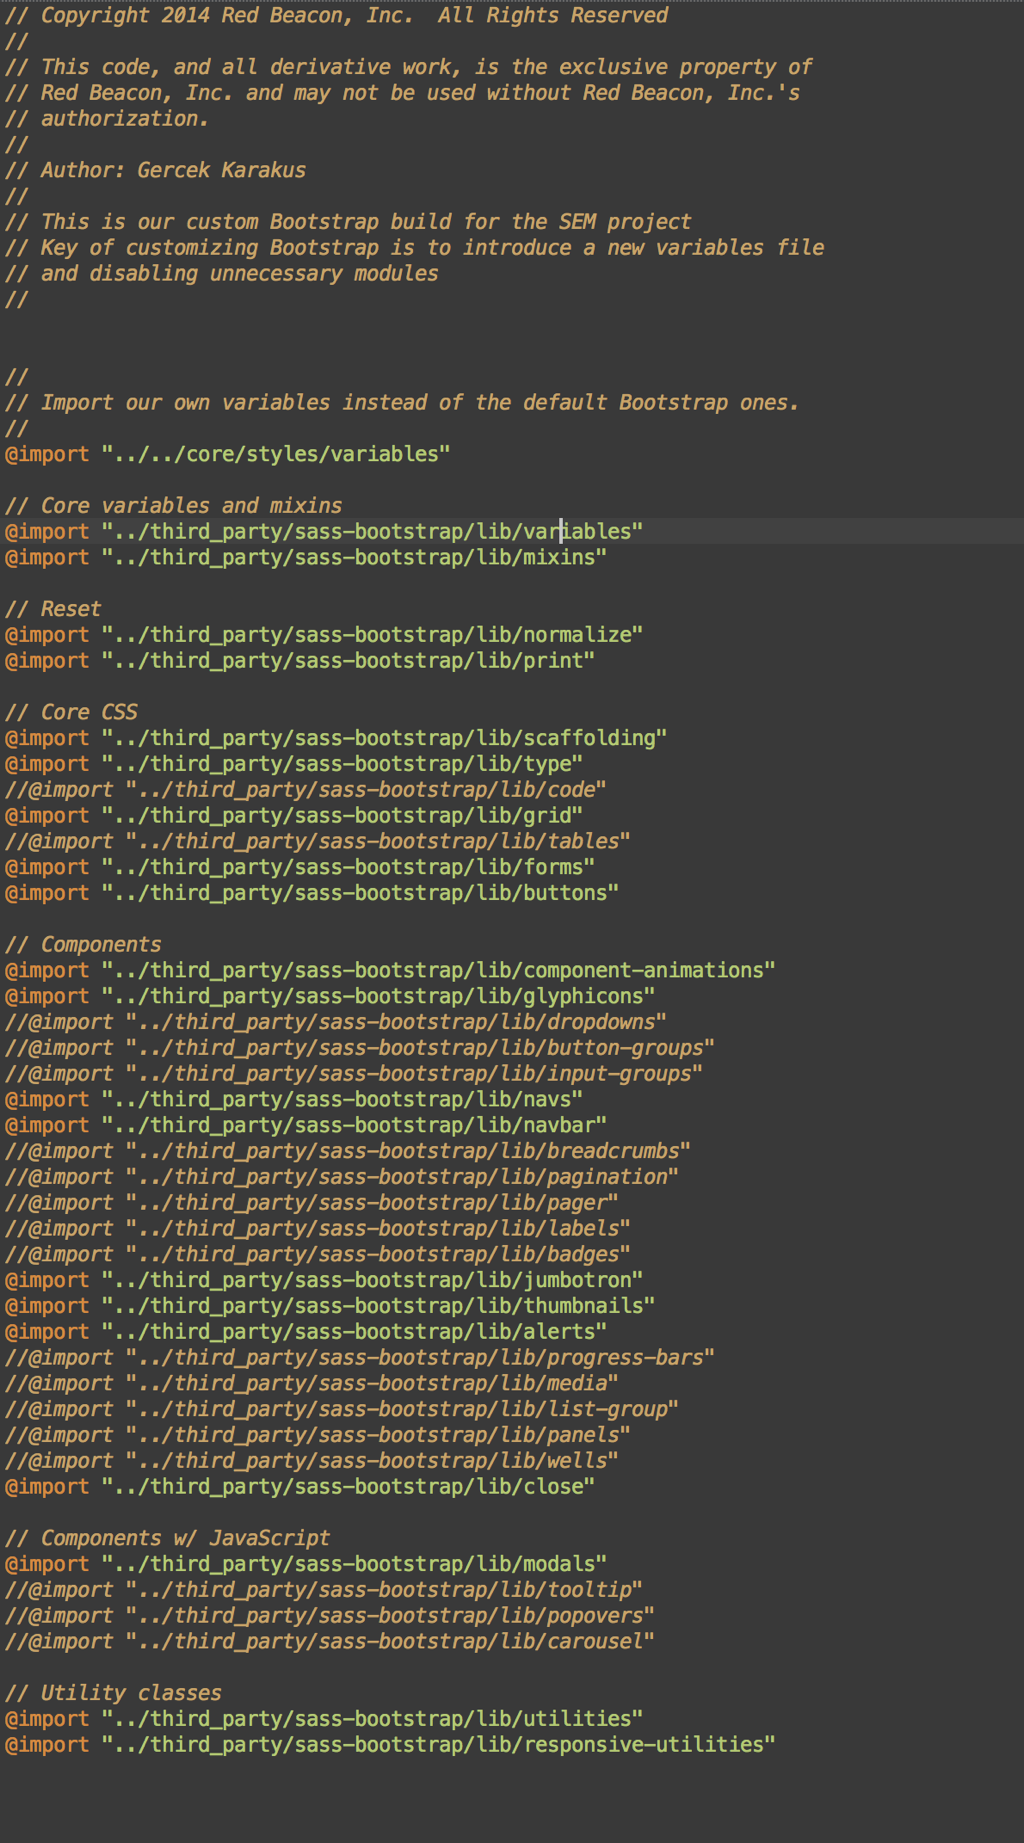 // Copyright 2014 Red Beacon, Inc.  All Rights Reserved
//
// This code, and all derivative work, is the exclusive property of
// Red Beacon, Inc. and may not be used without Red Beacon, Inc.'s
// authorization.
//
// Author: Gercek Karakus
//
// This is our custom Bootstrap build for the SEM project
// Key of customizing Bootstrap is to introduce a new variables file
// and disabling unnecessary modules
//
//
// Import our own variables instead of the default Bootstrap ones.
//
@import "../../core/styles/variables"
// Core variables and mixins
@import "../third_party/sass-bootstrap/lib/variables"
@import "../third_party/sass-bootstrap/lib/mixins"
// Reset
@import "../third_party/sass-bootstrap/lib/normalize"
@import "../third_party/sass-bootstrap/lib/print"
// Core CSS
@import "../third_party/sass-bootstrap/lib/scaffolding"
@import "../third_party/sass-bootstrap/lib/type"
//@import "../third_party/sass-bootstrap/lib/code"
@import "../third_party/sass-bootstrap/lib/grid"
//@import "../third_party/sass-bootstrap/lib/tables"
@import "../third_party/sass-bootstrap/lib/forms"
@import "../third_party/sass-bootstrap/lib/buttons"
// Components
@import "../third_party/sass-bootstrap/lib/component-animations"
@import "../third_party/sass-bootstrap/lib/glyphicons"
//@import "../third_party/sass-bootstrap/lib/dropdowns"
//@import "../third_party/sass-bootstrap/lib/button-groups"
//@import "../third_party/sass-bootstrap/lib/input-groups"
@import "../third_party/sass-bootstrap/lib/navs"
@import "../third_party/sass-bootstrap/lib/navbar"
//@import "../third_party/sass-bootstrap/lib/breadcrumbs"
//@import "../third_party/sass-bootstrap/lib/pagination"
//@import "../third_party/sass-bootstrap/lib/pager"
//@import "../third_party/sass-bootstrap/lib/labels"
//@import "../third_party/sass-bootstrap/lib/badges"
@import "../third_party/sass-bootstrap/lib/jumbotron"
@import "../third_party/sass-bootstrap/lib/thumbnails"
@import "../third_party/sass-bootstrap/lib/alerts"
//@import "../third_party/sass-bootstrap/lib/progress-bars"
//@import "../third_party/sass-bootstrap/lib/media"
//@import "../third_party/sass-bootstrap/lib/list-group"
//@import "../third_party/sass-bootstrap/lib/panels"
//@import "../third_party/sass-bootstrap/lib/wells"
@import "../third_party/sass-bootstrap/lib/close"
// Components w/ JavaScript
@import "../third_party/sass-bootstrap/lib/modals"
//@import "../third_party/sass-bootstrap/lib/tooltip"
//@import "../third_party/sass-bootstrap/lib/popovers"
//@import "../third_party/sass-bootstrap/lib/carousel"
// Utility classes
@import "../third_party/sass-bootstrap/lib/utilities"
@import "../third_party/sass-bootstrap/lib/responsive-utilities"